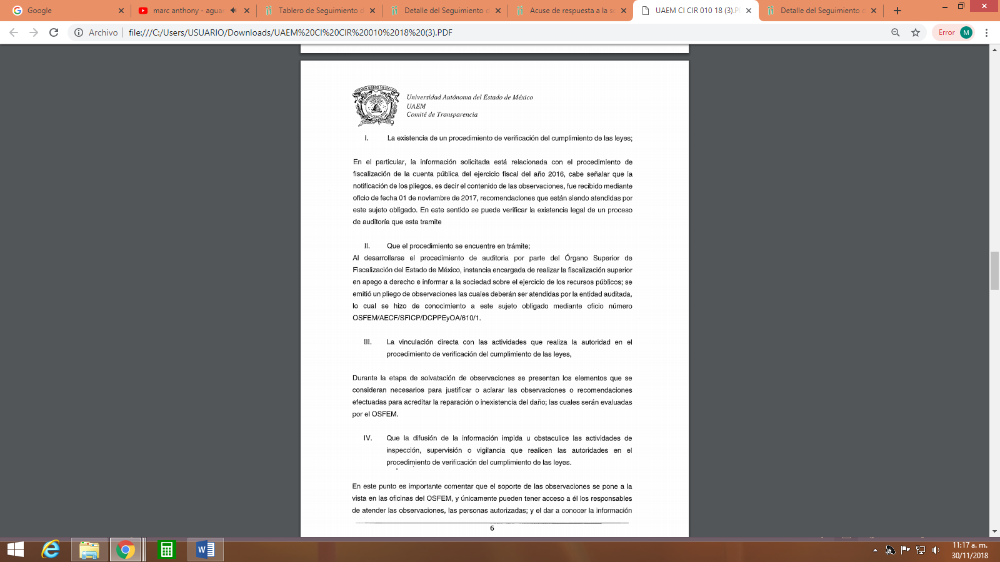 Google
marc anthony - agua
Tablero de Seguimiento d
Detalle del Seguimiento d
Acuse de respuesta a la s
UAEM CI CIR 010 18 (3).P
Detalle del Seguimiento d
Archivo
file:///C:/Users/USUARIO/Downloads/UAEM%20CI%20CIR%20010%2018%20(3).PDF
Error
M
Universidad Autónoma del Estado de México
UAEM
Comité de Transparencia
I. La existencia de un procedimiento de verificación del cumplimiento de las leyes;
En el particular, la información solicitada está relacionada con el procedimiento de
fiscalización de la cuenta pública del ejercicio fiscal del año 2016, cabe señalar que la
notificación de los pliegos, es decir el contenido de las observaciones, fue recibido mediante
oficio de fecha 01 de noviembre de 2017, recomendaciones que están siendo atendidas por
este sujeto obligado. En este sentido se puede verificar la existencia legal de un proceso
de auditoría que esta tramite
II. Que el procedimiento se encuentre en trámite;
Al desarrollarse el procedimiento de auditoria por parte del Órgano Superior de
Fiscalización del Estado de México, instancia encargada de realizar la fiscalización superior
en apego a derecho e informar a la sociedad sobre el ejercicio de los recursos públicos; se
emitió un pliego de observaciones las cuales deberán ser atendidas por la entidad auditada,
lo cual se hizo de conocimiento a este sujeto obligado mediante oficio número
OSFEM/AECF/SFICP/DCPPEyOA/610/1.
III. La vinculación directa con las actividades que realiza la autoridad en el
procedimiento de verificación del cumplimiento de las leyes,
Durante la etapa de solvatación de observaciones se presentan los elementos que se
consideran necesarios para justificar o aclarar las observaciones o recomendaciones
efectuadas para acreditar la reparación o inexistencia del daño; las cuales serán evaluadas
por el OSFEM.
IV. Que la difusión de la información impida u obstaculice las actividades de
inspección, supervisión o vigilancia que realicen las autoridades en el
procedimiento de verificación del cumplimiento de las leyes.
En este punto es importante comentar que el soporte de las observaciones se pone a la
vista en las oficinas del OSFEM, y únicamente pueden tener acceso a él los responsables
de atender las observaciones, las personas autorizadas; y el dar a conocer la información
6
11:17 a. m.
30/11/2018